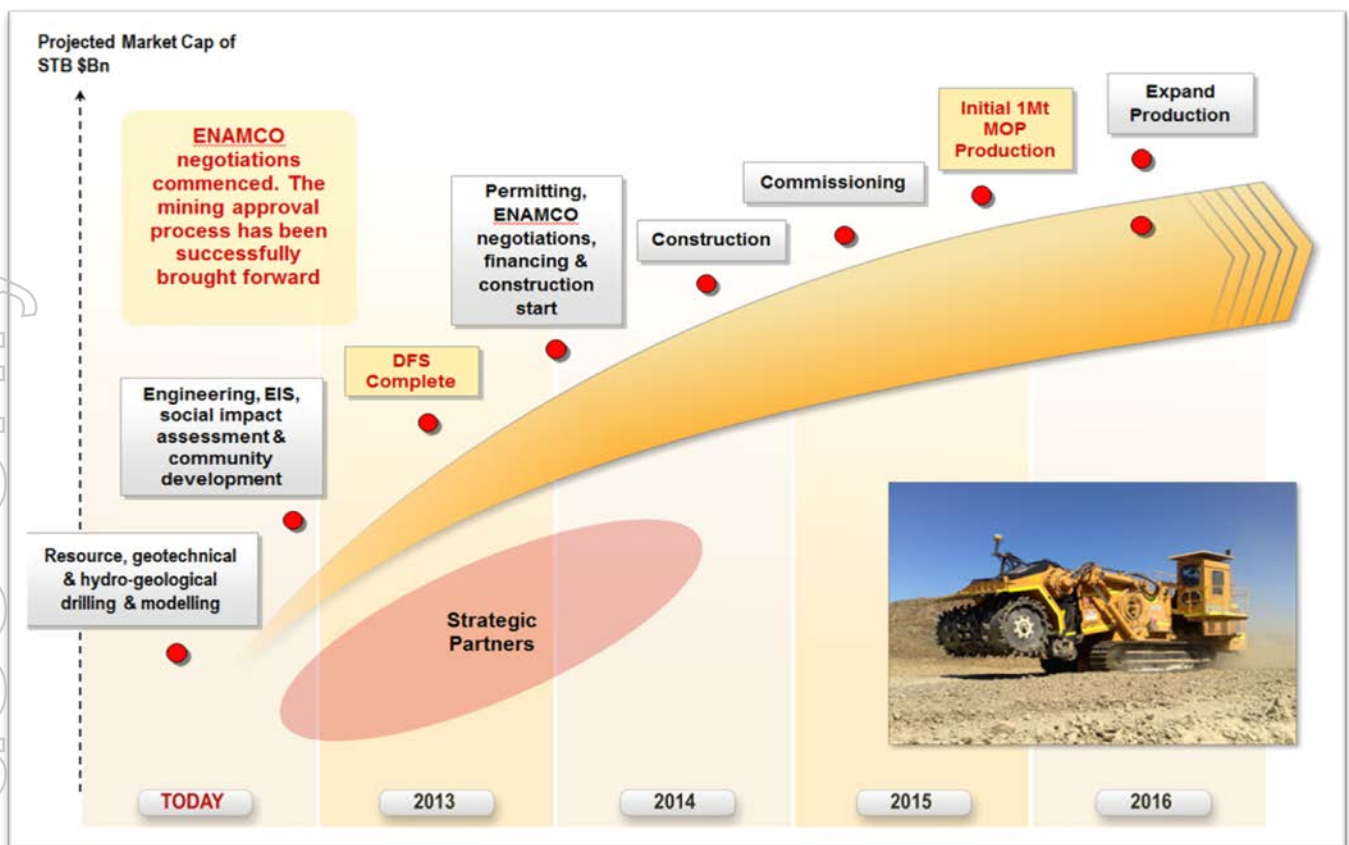 Projected Market Cap of
STB $Bn
ENAMCO
negotiations
commenced. The
mining approval
process has been
successfully
brought forward
Resource, geotechnical
& hydro-geological
drilling & modelling
Engineering, EIS,
social impact
assessment &
community
development
DFS
Complete
Permitting,
ENAMCO
negotiations,
financing &
construction
start
Construction
Commissioning
Initial 1Mt
MOP
Production
Expand
Production
Strategic
Partners
TODAY
2013
2014
2015
2016